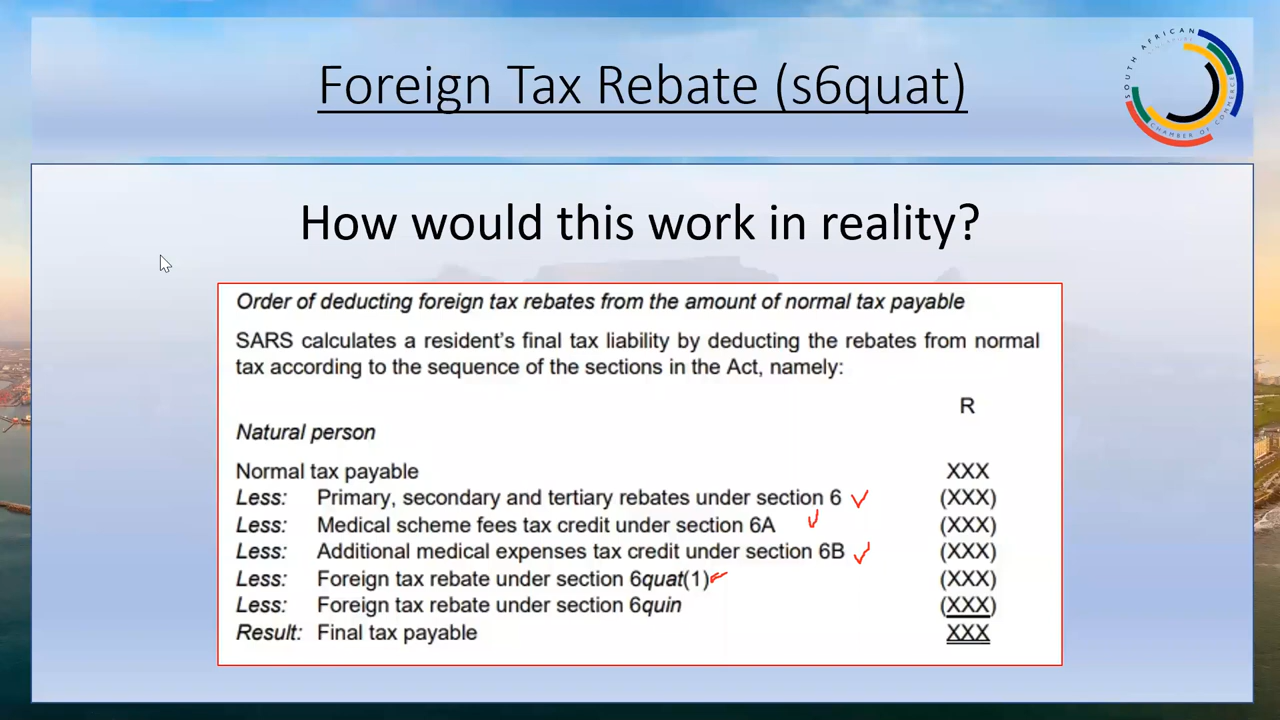 Foreign Tax Rebate (s6quat)
SOUTH AFRICAN
CHAMBER OF COMMERCE
How would this work in reality?
Order of deducting foreign tax rebates from the amount of normal tax payable
SARS calculates a resident's final tax liability by deducting the rebates from normal
tax according to the sequence of the sections in the Act, namely:
R
Natural person
Normal tax payable XXX
Less: Primary, secondary and tertiary rebates under section 6 (XXX)
Less: Medical scheme fees tax credit under section 6A (XXX)
Less: Additional medical expenses tax credit under section 6B (XXX)
Less: Foreign tax rebate under section 6quat(1) (XXX)
Less: Foreign tax rebate under section 6quin (XXX)
Result: Final tax payable XXX